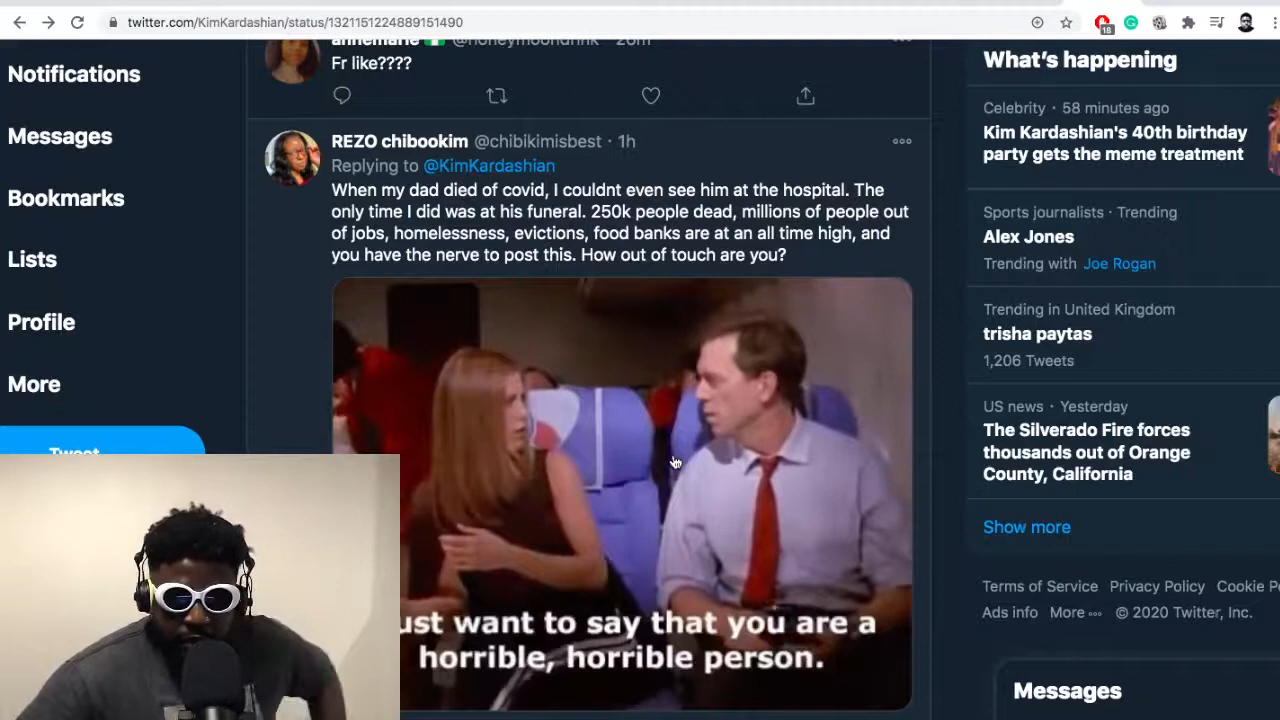 twitter.com/KimKardashian/status/1321151224889151490
18
Notifications
Messages
Bookmarks
Lists
Profile
More
Tweet
annemarie @honeymoondrink · 20m
Fr like????
REZO chibookim @chibikimisbest · 1h
Replying to @KimKardashian
When my dad died of covid, I couldnt even see him at the hospital. The
only time I did was at his funeral. 250k people dead, millions of people out
of jobs, homelessness, evictions, food banks are at an all time high, and
you have the nerve to post this. How out of touch are you?
ust want to say that you are a
horrible, horrible person.
What's happening
Celebrity · 58 minutes ago
Kim Kardashian's 40th birthday
party gets the meme treatment
Sports journalists · Trending
Alex Jones
Trending with Joe Rogan
Trending in United Kingdom
trisha paytas
1,206 Tweets
US news · Yesterday
The Silverado Fire forces
thousands out of Orange
County, California
Show more
Terms of Service Privacy Policy Cookie P
Ads info More © 2020 Twitter, Inc.
Messages